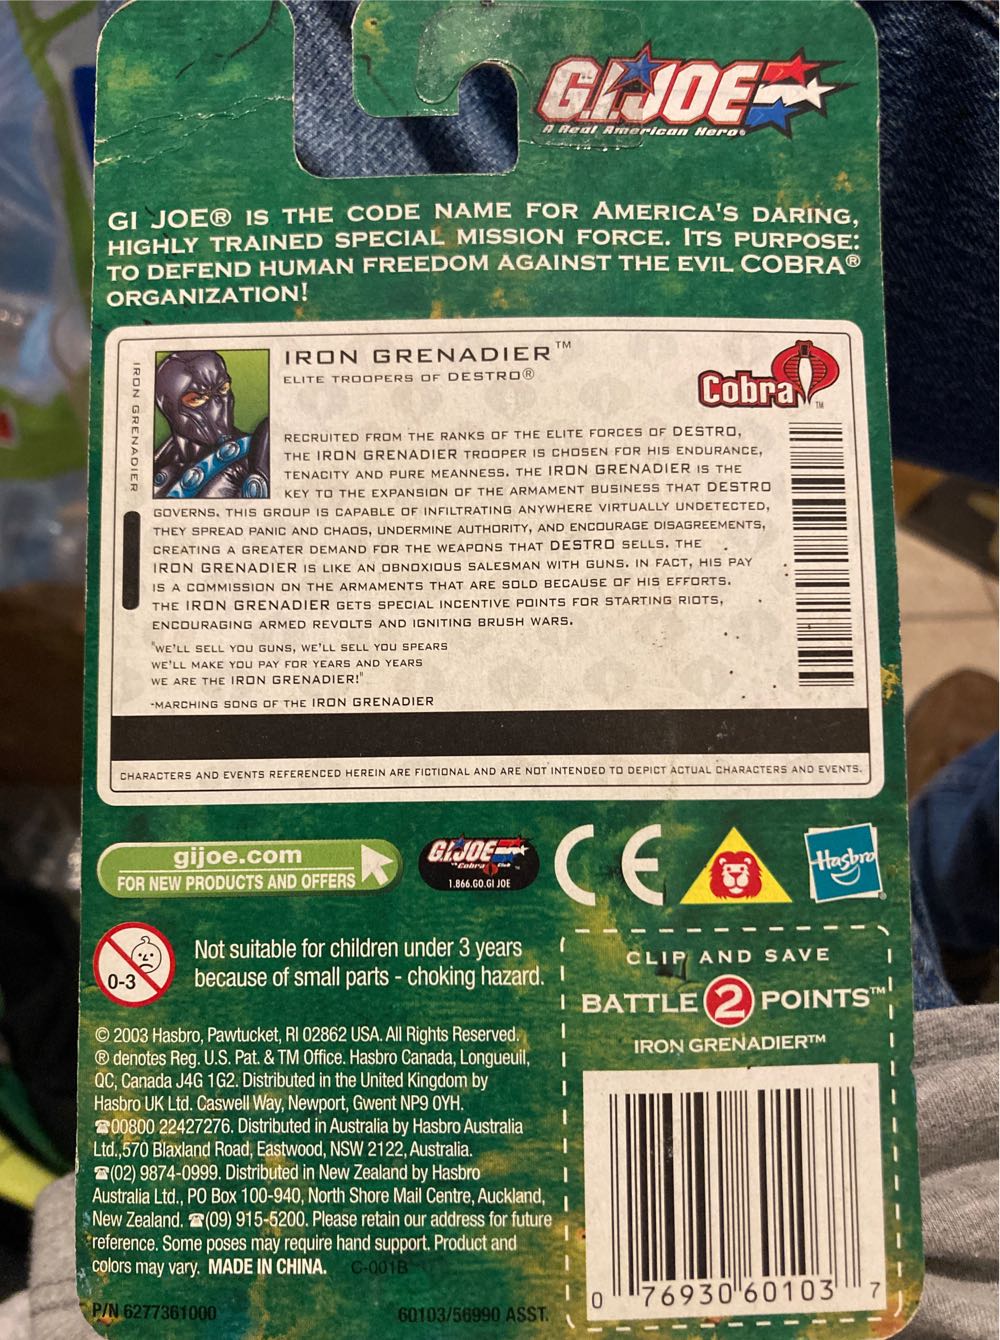 G.I.JOE
A Real American Hero®
GI JOE® IS THE CODE NAME FOR AMERICA'S DARING,
HIGHLY TRAINED SPECIAL MISSION FORCE. ITS PURPOSE:
TO DEFEND HUMAN FREEDOM AGAINST THE EVIL COBRA®
ORGANIZATION!
IRON GRENADIER
IRON GRENADIER™
ELITE TROOPERS OF DESTRO®
Cobra™
RECRUITED FROM THE RANKS OF THE ELITE FORCES OF DESTRO,
THE IRON GRENADIER TROOPER IS CHOSEN FOR HIS ENDURANCE,
TENACITY AND PURE MEANNESS. THE IRON GRENADIER IS THE
KEY TO THE EXPANSION OF THE ARMAMENT BUSINESS THAT DESTRO
GOVERNS. THIS GROUP IS CAPABLE OF INFILTRATING ANYWHERE VIRTUALLY UNDETECTED,
THEY SPREAD PANIC AND CHAOS, UNDERMINE AUTHORITY, AND ENCOURAGE DISAGREEMENTS,
CREATING A GREATER DEMAND FOR THE WEAPONS THAT DESTRO SELLS. THE
IRON GRENADIER IS LIKE AN OBNOXIOUS SALESMAN WITH GUNS. IN FACT, HIS PAY
IS A COMMISSION ON THE ARMAMENTS THAT ARE SOLD BECAUSE OF HIS EFFORTS.
THE IRON GRENADIER GETS SPECIAL INCENTIVE POINTS FOR STARTING RIOTS,
ENCOURAGING ARMED REVOLTS AND IGNITING BRUSH WARS.
"WE'LL SELL YOU GUNS, WE'LL SELL YOU SPEARS
WE'LL MAKE YOU PAY FOR YEARS AND YEARS
WE ARE THE IRON GRENADIER!"
-MARCHING SONG OF THE IRON GRENADIER
CHARACTERS AND EVENTS REFERENCED HEREIN ARE FICTIONAL AND ARE NOT INTENDED TO DEPICT ACTUAL CHARACTERS AND EVENTS.
gijoe.com
FOR NEW PRODUCTS AND OFFERS
G.I.JOE
vs Cobra Club
1.866.GO.GI JOE
CE
Hasbro
0-3
Not suitable for children under 3 years
because of small parts - choking hazard.
© 2003 Hasbro, Pawtucket, RI 02862 USA. All Rights Reserved.
® denotes Reg. U.S. Pat. & TM Office. Hasbro Canada, Longueuil,
QC, Canada J4G 1G2. Distributed in the United Kingdom by
Hasbro UK Ltd. Caswell Way, Newport, Gwent NP9 0YH.
☎00800 22427276. Distributed in Australia by Hasbro Australia
Ltd.,570 Blaxland Road, Eastwood, NSW 2122, Australia.
☎(02) 9874-0999. Distributed in New Zealand by Hasbro
Australia Ltd., PO Box 100-940, North Shore Mail Centre, Auckland,
New Zealand. ☎(09) 915-5200. Please retain our address for future
reference. Some poses may require hand support. Product and
colors may vary. MADE IN CHINA. C-001B
P/N 6277361000
60103/56990 ASST.
CLIP AND SAVE
BATTLE 2 POINTS™
IRON GRENADIER™
0 76930 60103 7